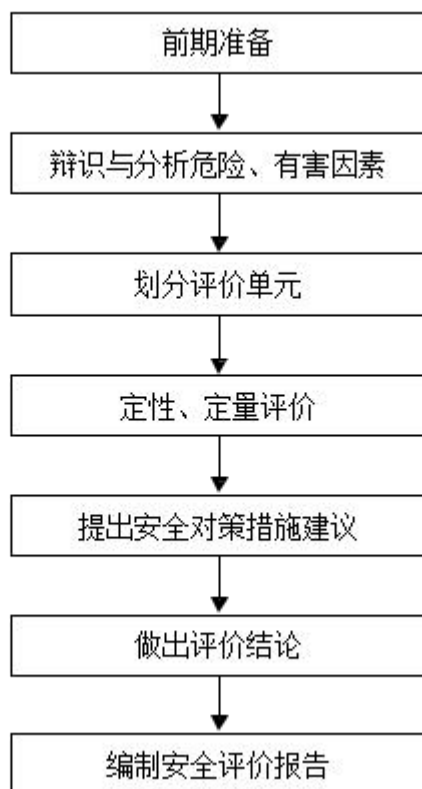 前期准备
辩识与分析危险、有害因素
划分评价单元
定性、定量评价
提出安全对策措施建议
做出评价结论
编制安全评价报告